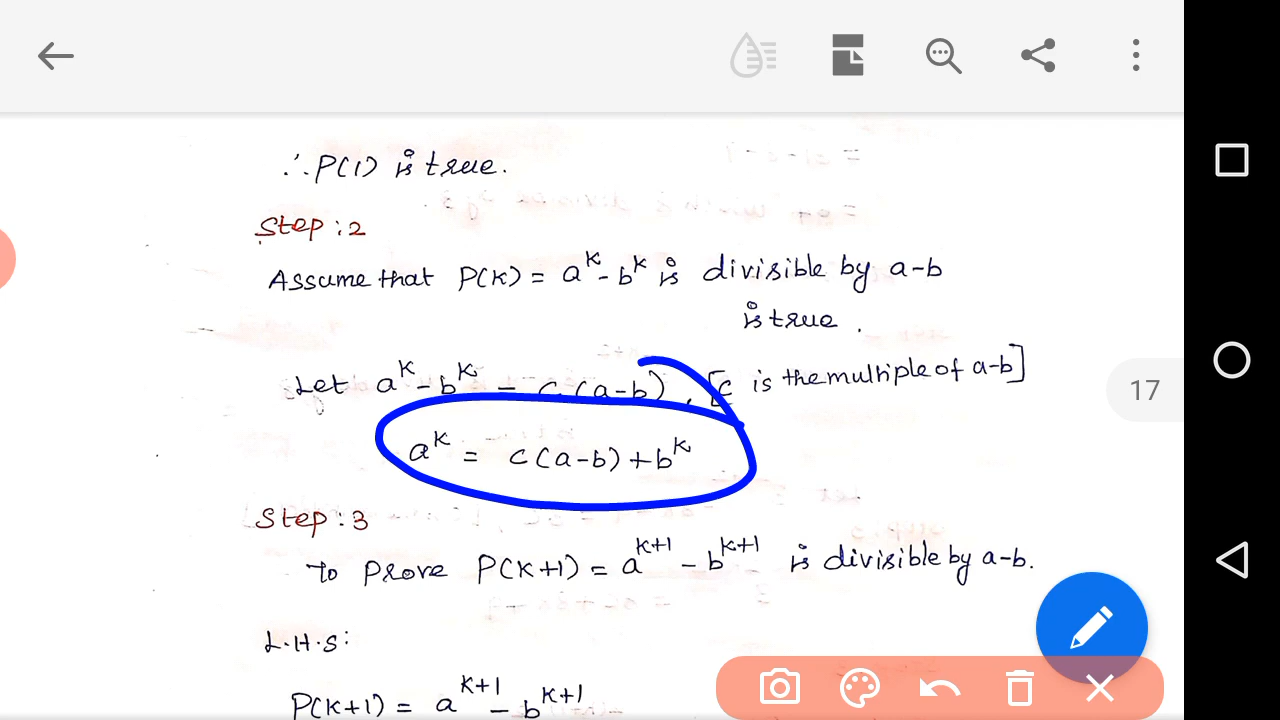 ∴ P(1) is true.
Step : 2
Assume that P(K) = a^K - b^K is divisible by a-b
is true.
Let a^K - b^K = C (a-b), [C is the multiple of a-b]
a^K = C(a-b) + b^K
17
Step : 3
To Prove P(K+1) = a^{K+1} - b^{K+1} is divisible by a-b.
L.H.S:
P(K+1) = a^{K+1} - b^{K+1}